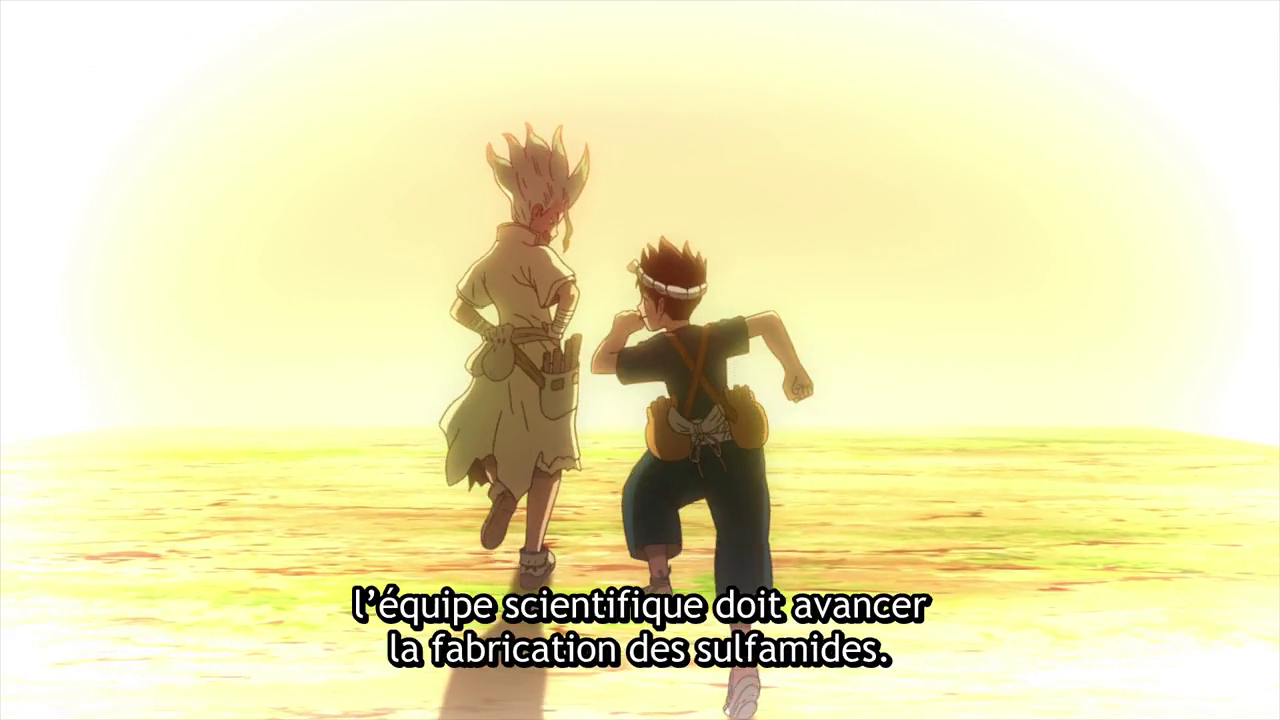 l’équipe scientifique doit avancer
la fabrication des sulfamides.